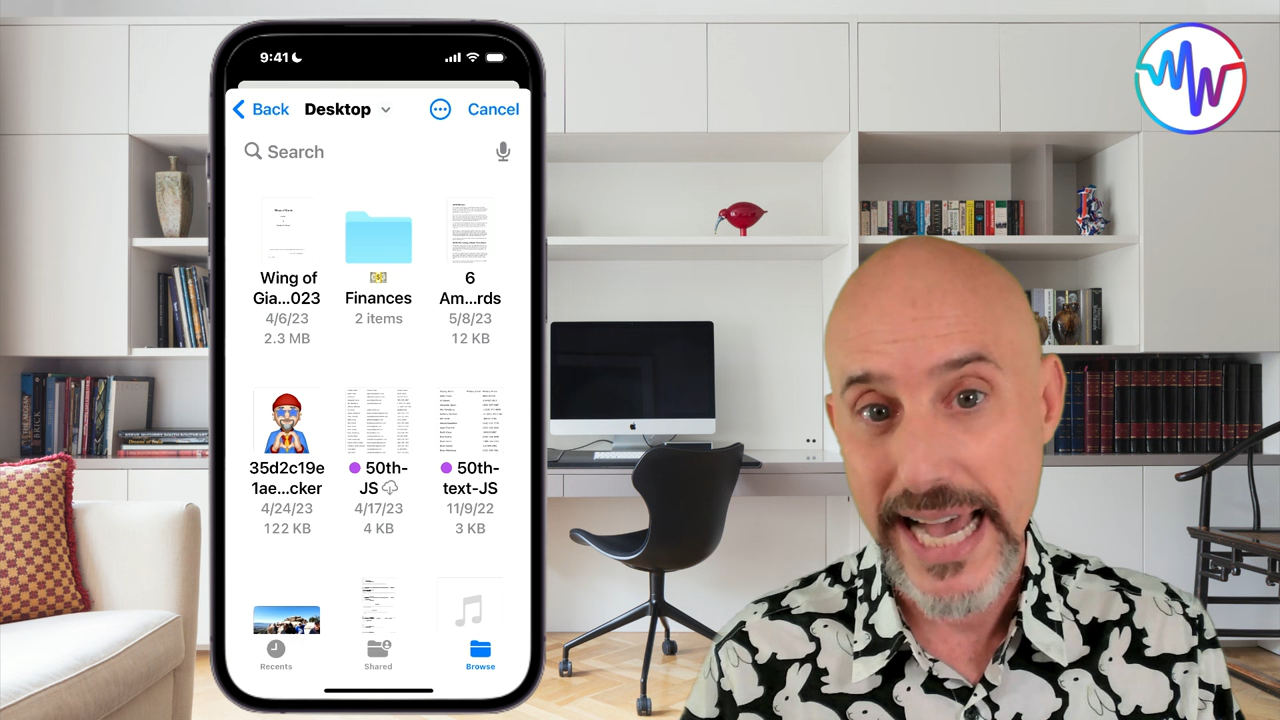 9:41
Back
Desktop
Cancel
Search
Wing of
Gia...023
4/6/23
2.3 MB
Finances
2 items
6
Am...rds
5/8/23
12 KB
35d2c19e
1ae...cker
4/24/23
122 KB
50th-
JS
4/17/23
4 KB
50th-
text-JS
11/9/22
3 KB
Recents
Shared
Browse
MW